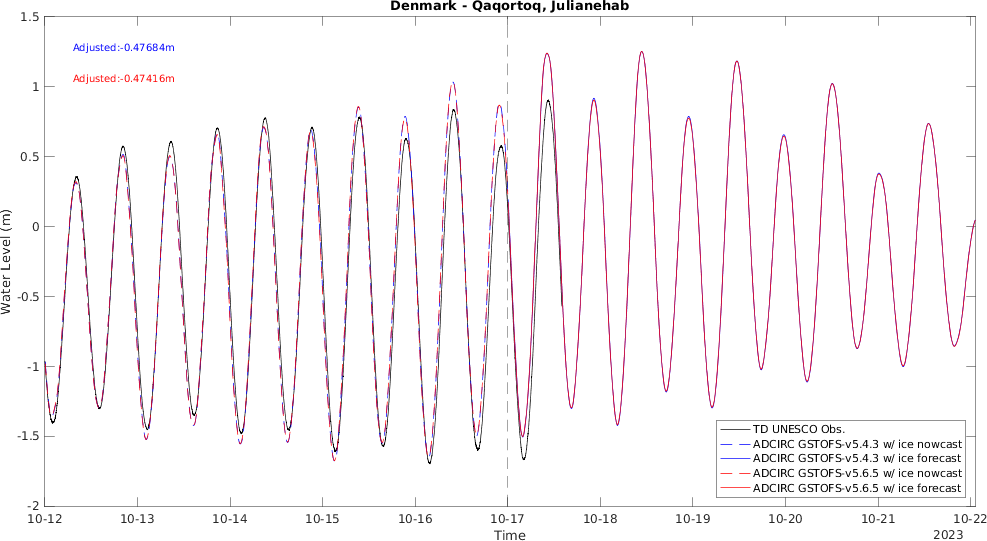 Denmark - Qaqortoq, Julianehab
Adjusted:-0.47684m
Adjusted:-0.47416m
Water Level (m)
1.5
1
0.5
0
-0.5
-1
-1.5
-2
TD UNESCO Obs.
ADCIRC GSTOFS-v5.4.3 w/ ice nowcast
ADCIRC GSTOFS-v5.4.3 w/ ice forecast
ADCIRC GSTOFS-v5.6.5 w/ ice nowcast
ADCIRC GSTOFS-v5.6.5 w/ ice forecast
10-12 10-13 10-14 10-15 10-16 10-17 10-18 10-19 10-20 10-21 10-22
Time
2023